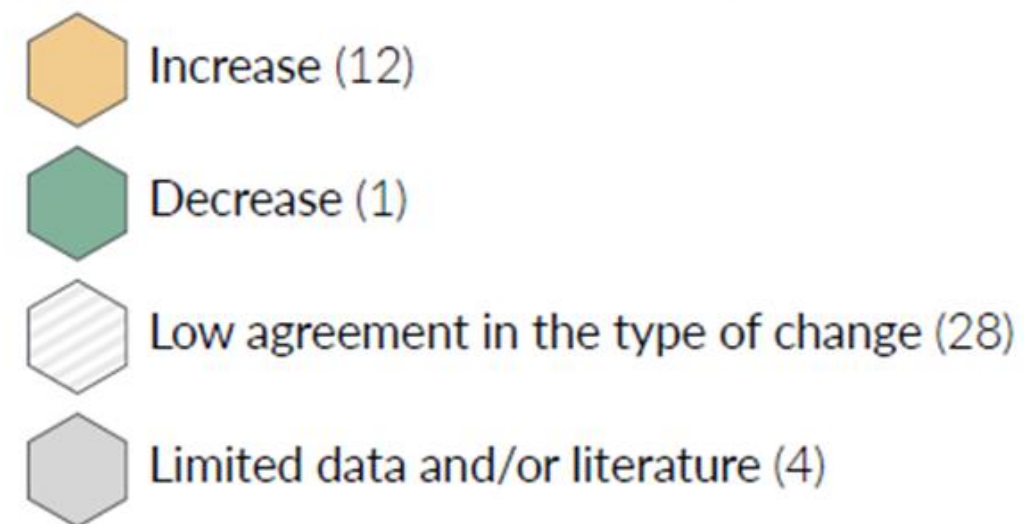 Increase (12)
Decrease (1)
Low agreement in the type of change (28)
Limited data and/or literature (4)